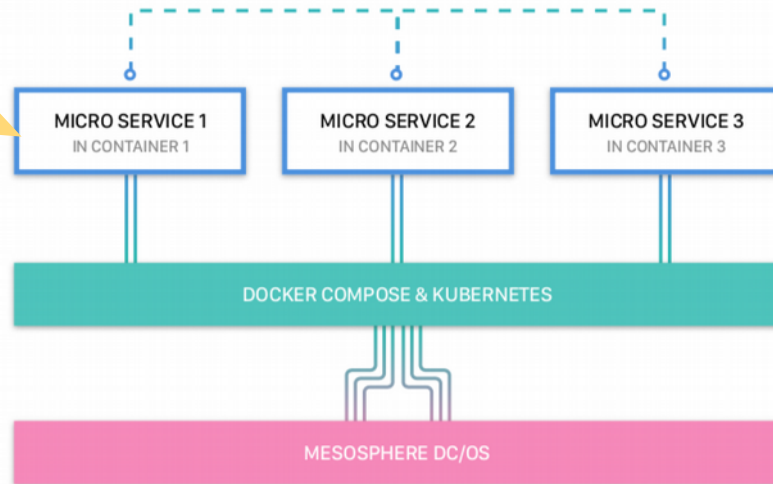 MICRO SERVICE 1
IN CONTAINER 1
MICRO SERVICE 2
IN CONTAINER 2
MICRO SERVICE 3
IN CONTAINER 3
DOCKER COMPOSE & KUBERNETES
MESOSPHERE DC/OS